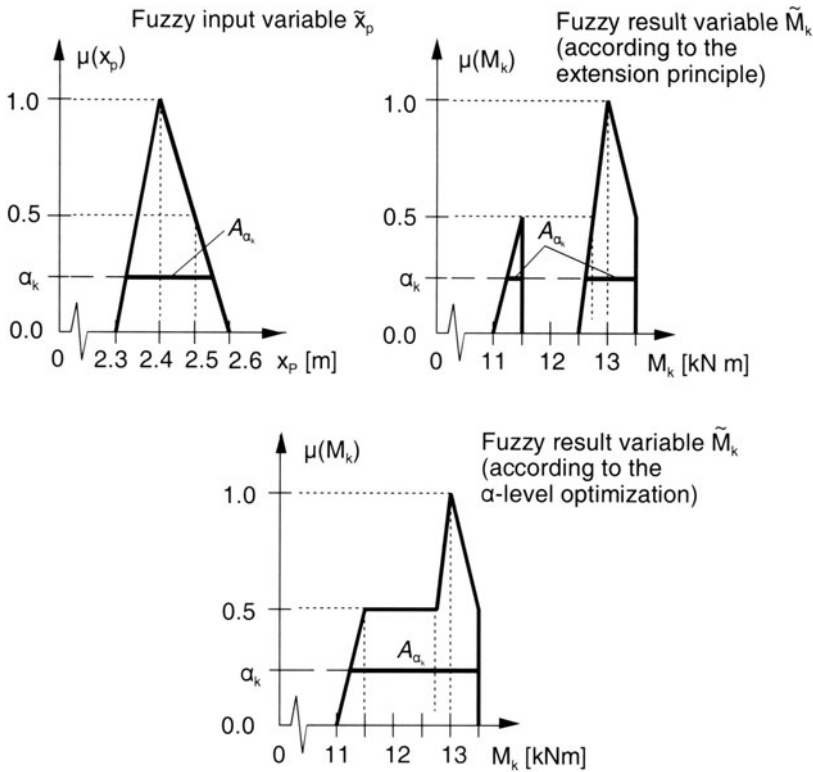 Fuzzy input variable x̃ₚ
μ(xₚ)
1.0
0.5
A_αₖ
αₖ
0.0
0
2.3 2.4 2.5 2.6 xₚ [m]
Fuzzy result variable M̃ₖ
(according to the
extension principle)
μ(Mₖ)
1.0
0.5
A_αₖ
αₖ
0.0
0
11 12 13 Mₖ [kN m]
Fuzzy result variable M̃ₖ
(according to the
α-level optimization)
μ(Mₖ)
1.0
0.5
A_αₖ
αₖ
0.0
0 11 12 13 Mₖ [kNm]